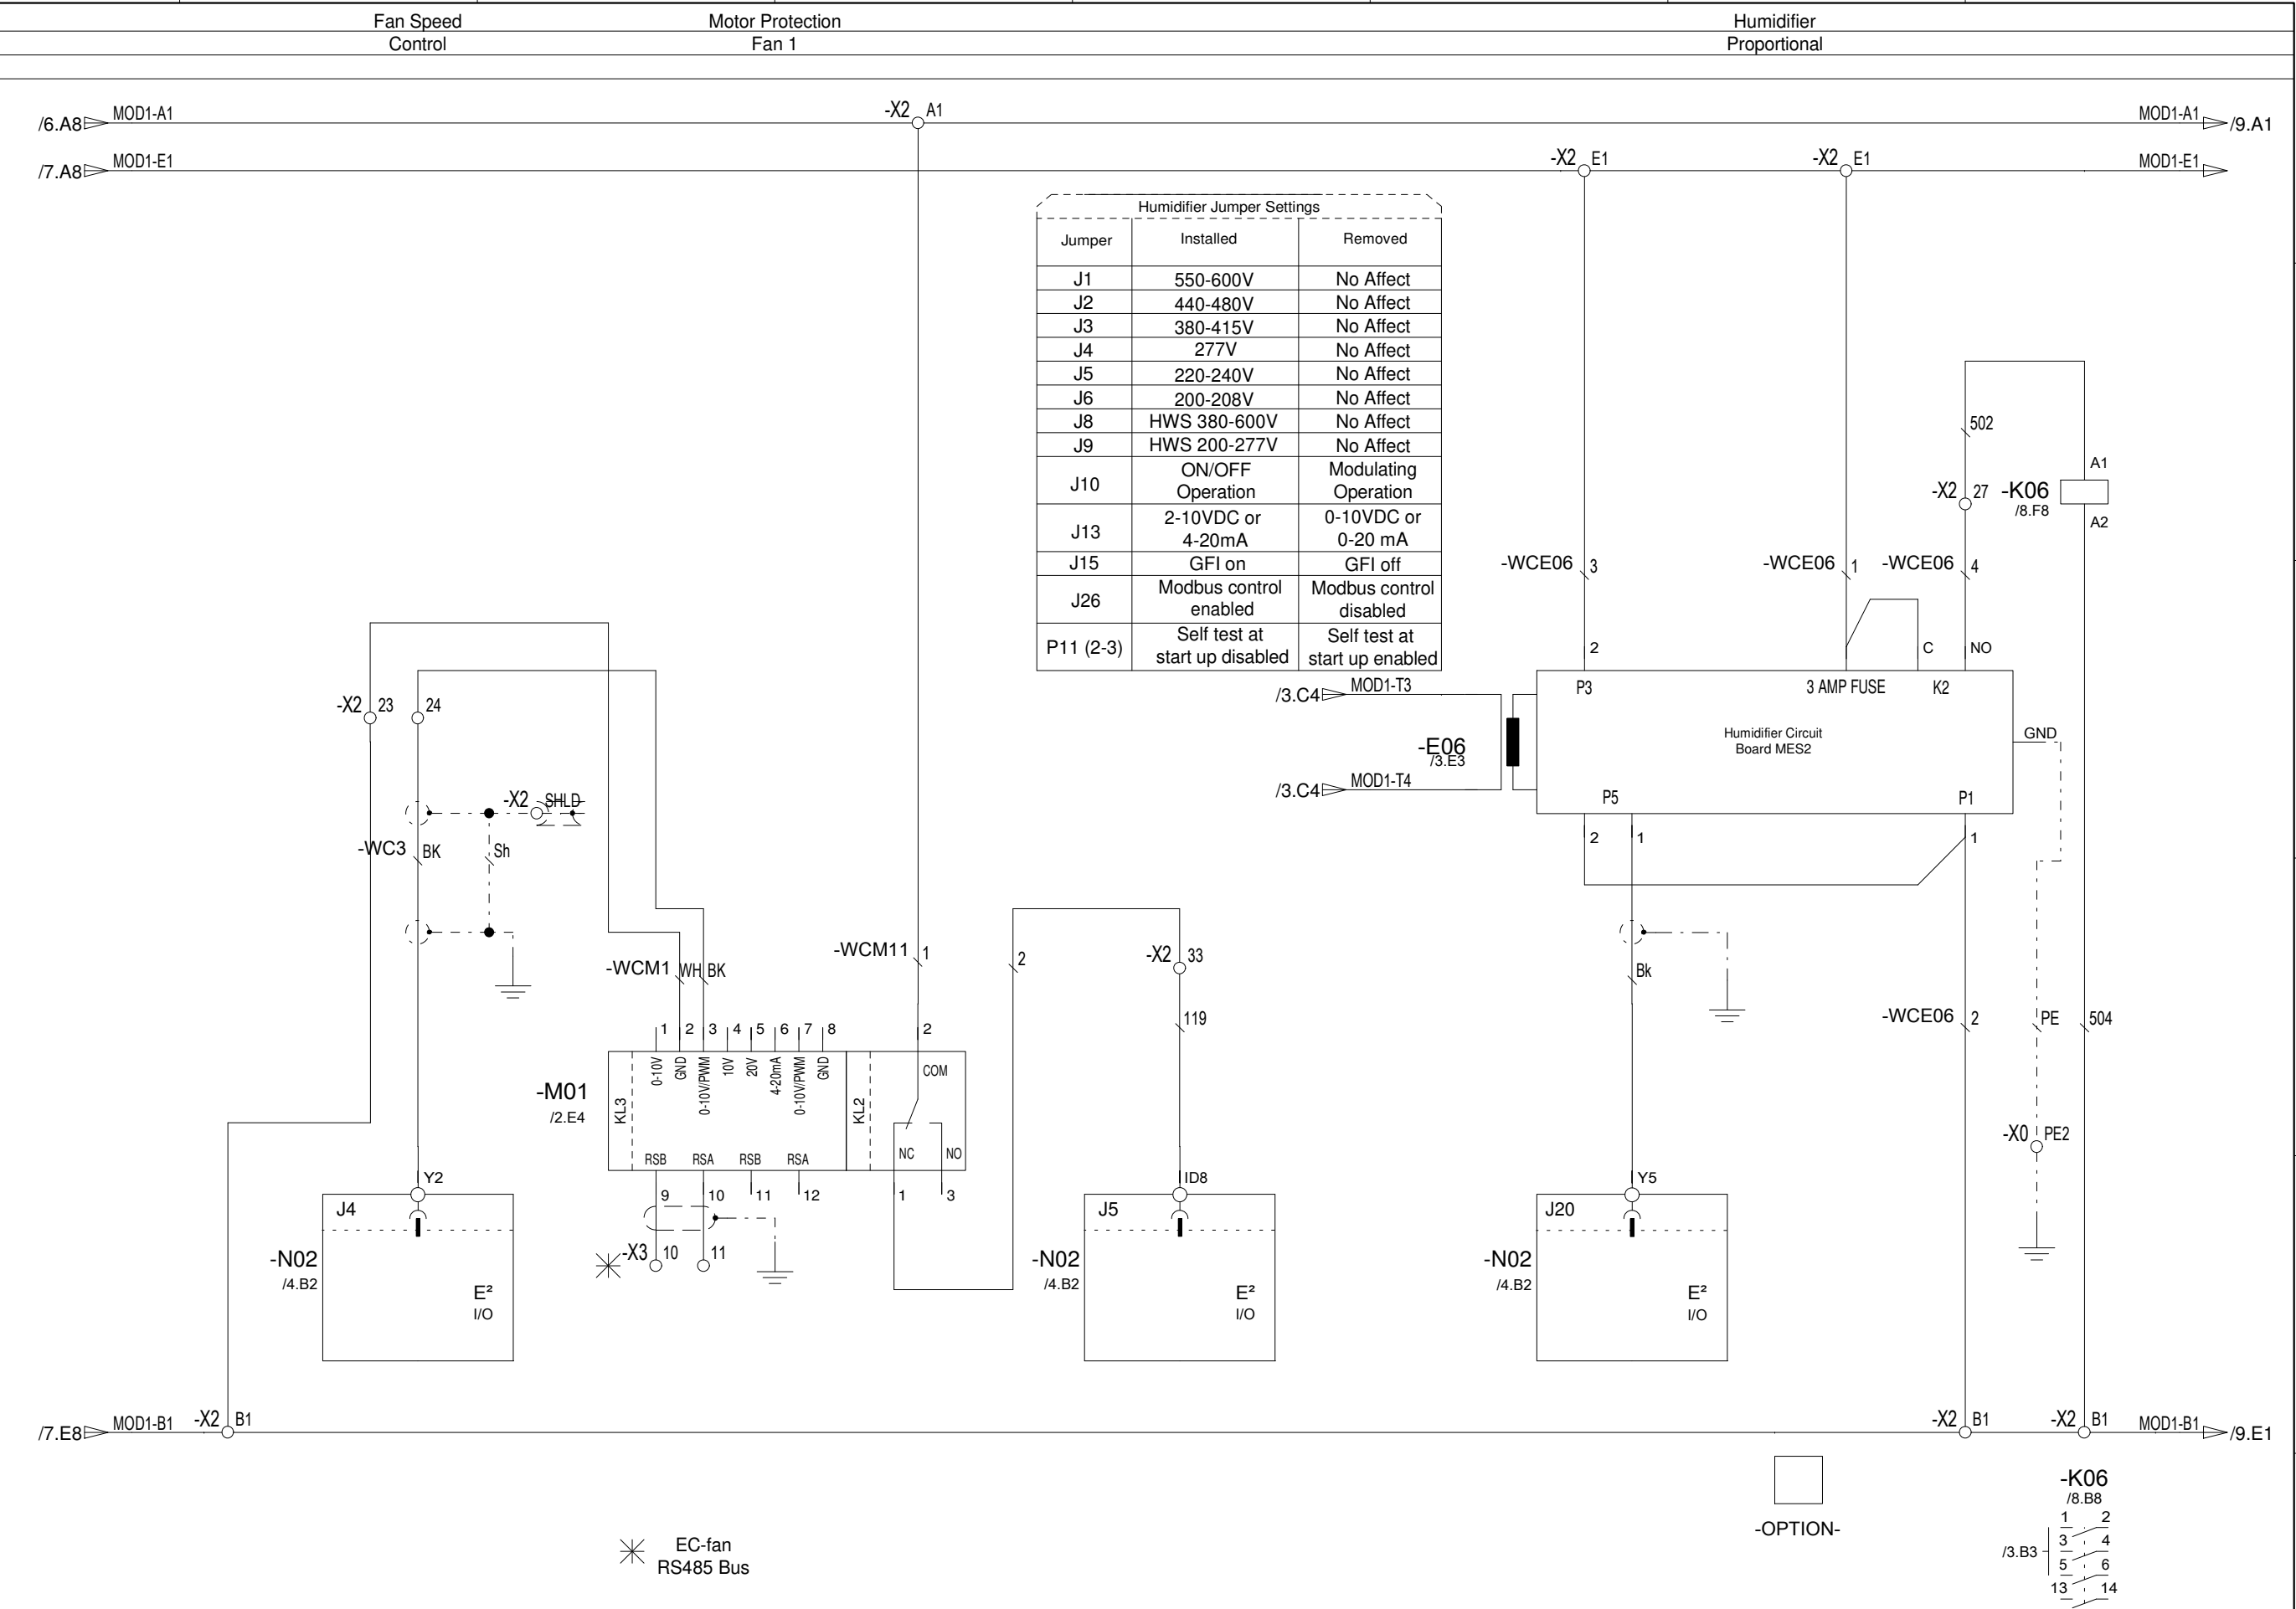 Fan Speed
Control
Motor Protection
Fan 1
Humidifier
Proportional
/6.A8 MOD1-A1 -X2 A1 MOD1-A1 /9.A1
/7.A8 MOD1-E1 -X2 E1 -X2 E1 MOD1-E1
Humidifier Jumper Settings
Jumper Installed Removed
J1 550-600V No Affect
J2 440-480V No Affect
J3 380-415V No Affect
J4 277V No Affect
J5 220-240V No Affect
J6 200-208V No Affect
J8 HWS 380-600V No Affect
J9 HWS 200-277V No Affect
J10 ON/OFF Operation Modulating Operation
J13 2-10VDC or 4-20mA 0-10VDC or 0-20 mA
J15 GFI on GFI off
J26 Modbus control enabled Modbus control disabled
P11 (2-3) Self test at start up disabled Self test at start up enabled
502
A1
-X2 27 -K06
/8.F8
A2
-WCE06 3 -WCE06 1 -WCE06 4
2 C NO
P3 3 AMP FUSE K2
Humidifier Circuit
Board MES2
GND
P5 P1
2 1 1
/3.C4 MOD1-T3
-E06
/3.E3
/3.C4 MOD1-T4
-X2 23 24
-X2 SHLD
-WC3 BK Sh
-WCM1 WH BK
-WCM11 1
2
-X2 33
119
Bk
-WCE06 2
PE
504
-X0 PE2
1 2 3 4 5 6 7 8 2
-M01
/2.E4
KL3
0-10V
GND
0-10V/PWM
10V
20V
4-20mA
0-10V/PWM
GND
KL2
COM
NC NO
RSB RSA RSB RSA
9 10 11 12 1 3
-X3 10 11
Y2
J4
-N02
/4.B2
E²
I/O
ID8
J5
-N02
/4.B2
E²
I/O
Y5
J20
-N02
/4.B2
E²
I/O
/7.E8 MOD1-B1 -X2 B1 -X2 B1 -X2 B1 MOD1-B1 /9.E1
-OPTION-
-K06
/8.B8
1 2
3 4
/3.B3
5 6
13 14
EC-fan
RS485 Bus